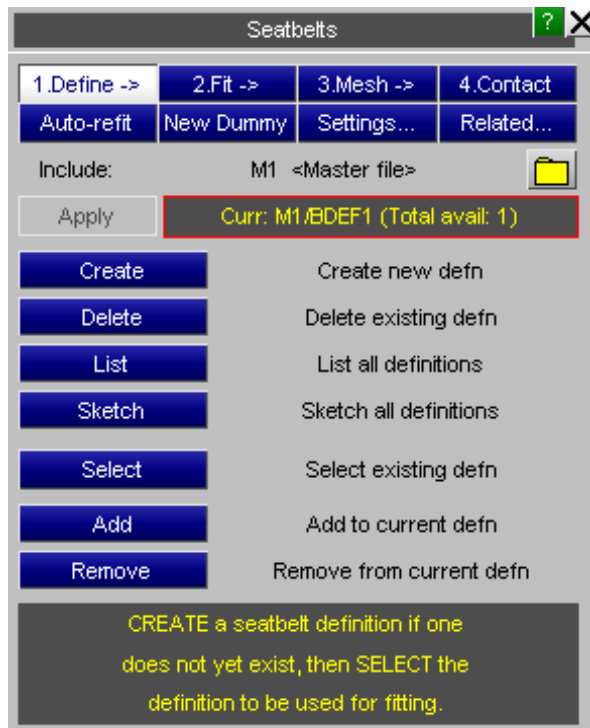 Seatbelts ? X
1.Define -> 2.Fit -> 3.Mesh -> 4.Contact
Auto-refit New Dummy Settings... Related...
Include: M1 <Master file>
Apply Curr: M1/BDEF1 (Total avail: 1)
Create Create new defn
Delete Delete existing defn
List List all definitions
Sketch Sketch all definitions
Select Select existing defn
Add Add to current defn
Remove Remove from current defn
CREATE a seatbelt definition if one
does not yet exist, then SELECT the
definition to be used for fitting.